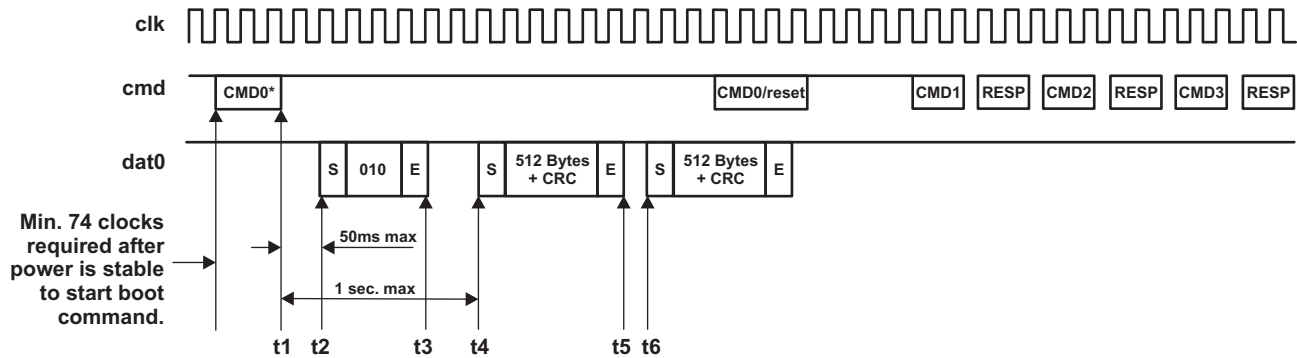 clk
cmd
CMD0*
CMD0/reset
CMD1
RESP
CMD2
RESP
CMD3
RESP
dat0
S
010
E
S
512 Bytes
+ CRC
E
S
512 Bytes
+ CRC
E
Min. 74 clocks
required after
power is stable
to start boot
command.
50ms max
1 sec. max
t1
t2
t3
t4
t5
t6